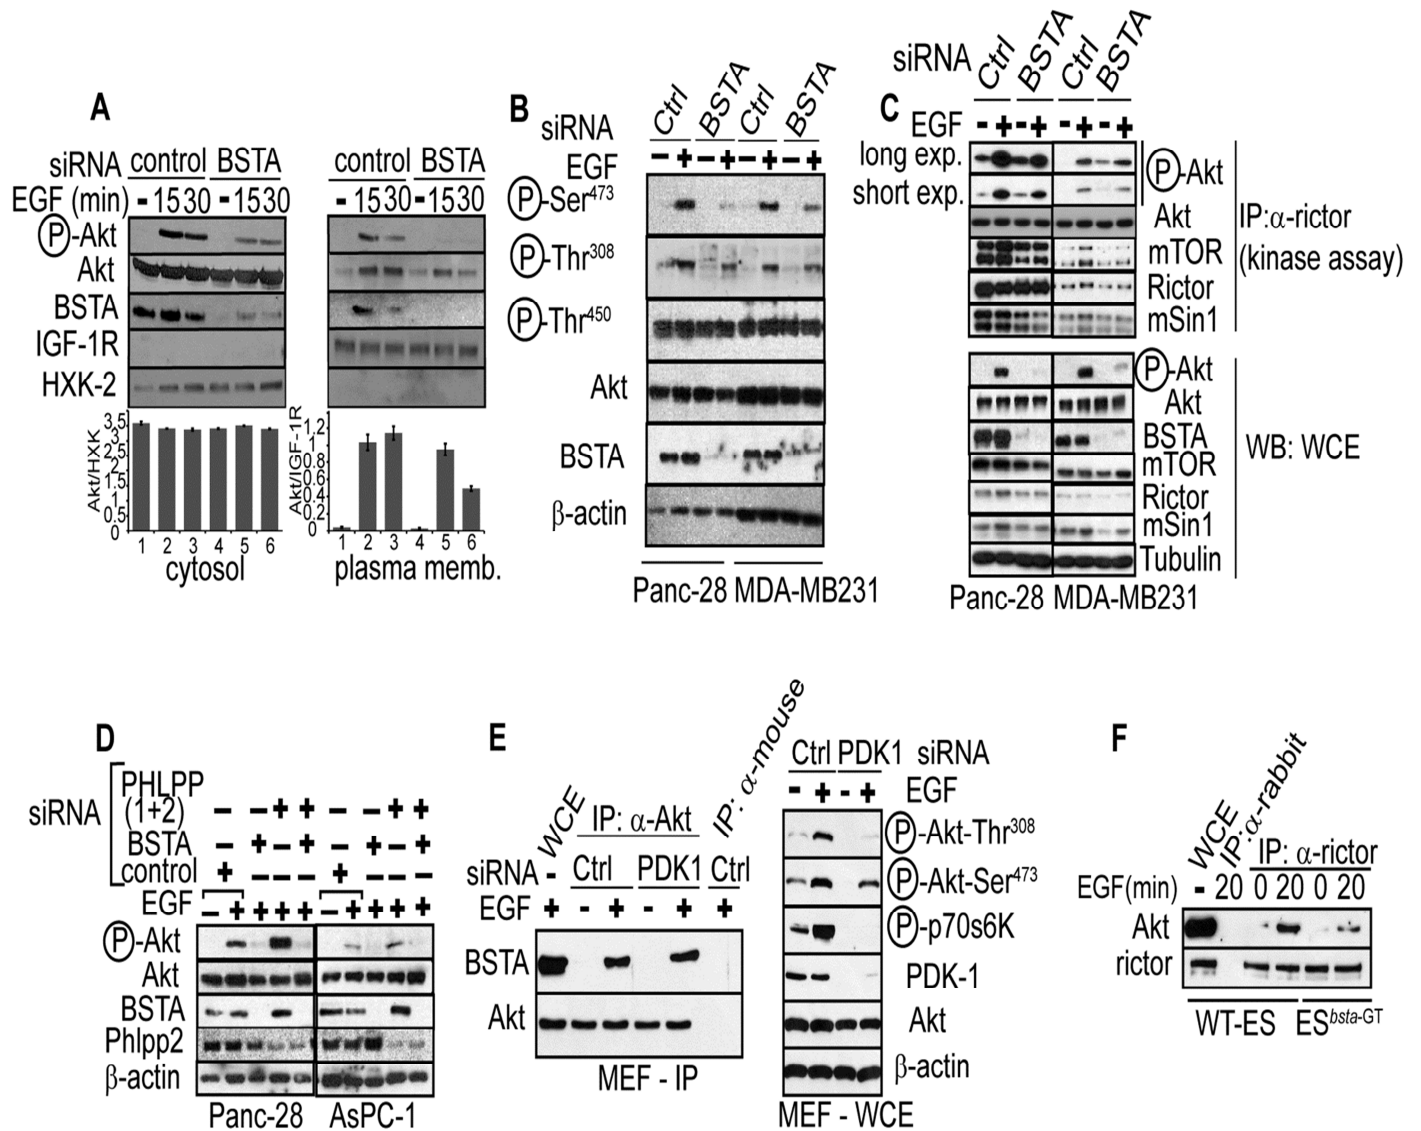 A
siRNA control BSTA control BSTA
EGF (min) - 15 30 - 15 30 - 15 30 - 15 30
P-Akt
Akt
BSTA
IGF-1R
HXK-2
Akt/HXK
3.5
3
2.5
2
1.5
1
0.5
0
1 2 3 4 5 6
cytosol
Akt/IGF-1R
1.2
1
0.8
0.6
0.4
0.2
0
1 2 3 4 5 6
plasma memb.
B
siRNA Ctrl BSTA Ctrl BSTA
EGF - + - + - + - +
P-Ser473
P-Thr308
P-Thr450
Akt
BSTA
β-actin
Panc-28 MDA-MB231
C
siRNA Ctrl BSTA Ctrl BSTA
EGF - + - + - + - +
long exp.
short exp.
P-Akt
Akt
mTOR
Rictor
mSin1
IP:α-rictor
(kinase assay)
P-Akt
Akt
BSTA
mTOR
Rictor
mSin1
Tubulin
WB: WCE
Panc-28 MDA-MB231
D
siRNA
PHLPP
(1+2) - - + + - - + +
BSTA - + - + - + - +
control + - - - + - - -
EGF - + + + + - + + + +
P-Akt
Akt
BSTA
Phlpp2
β-actin
Panc-28 AsPC-1
E
WCE IP: α-Akt IP: α-mouse
siRNA - Ctrl PDK1 Ctrl
EGF + - + - + +
BSTA
Akt
MEF - IP
Ctrl PDK1 siRNA
- + - + EGF
P-Akt-Thr308
P-Akt-Ser473
P-p70s6K
PDK-1
Akt
β-actin
MEF - WCE
F
WCE IP:α-rabbit IP: α-rictor
EGF(min) - 20 0 20 0 20
Akt
rictor
WT-ES ESbsta-GT